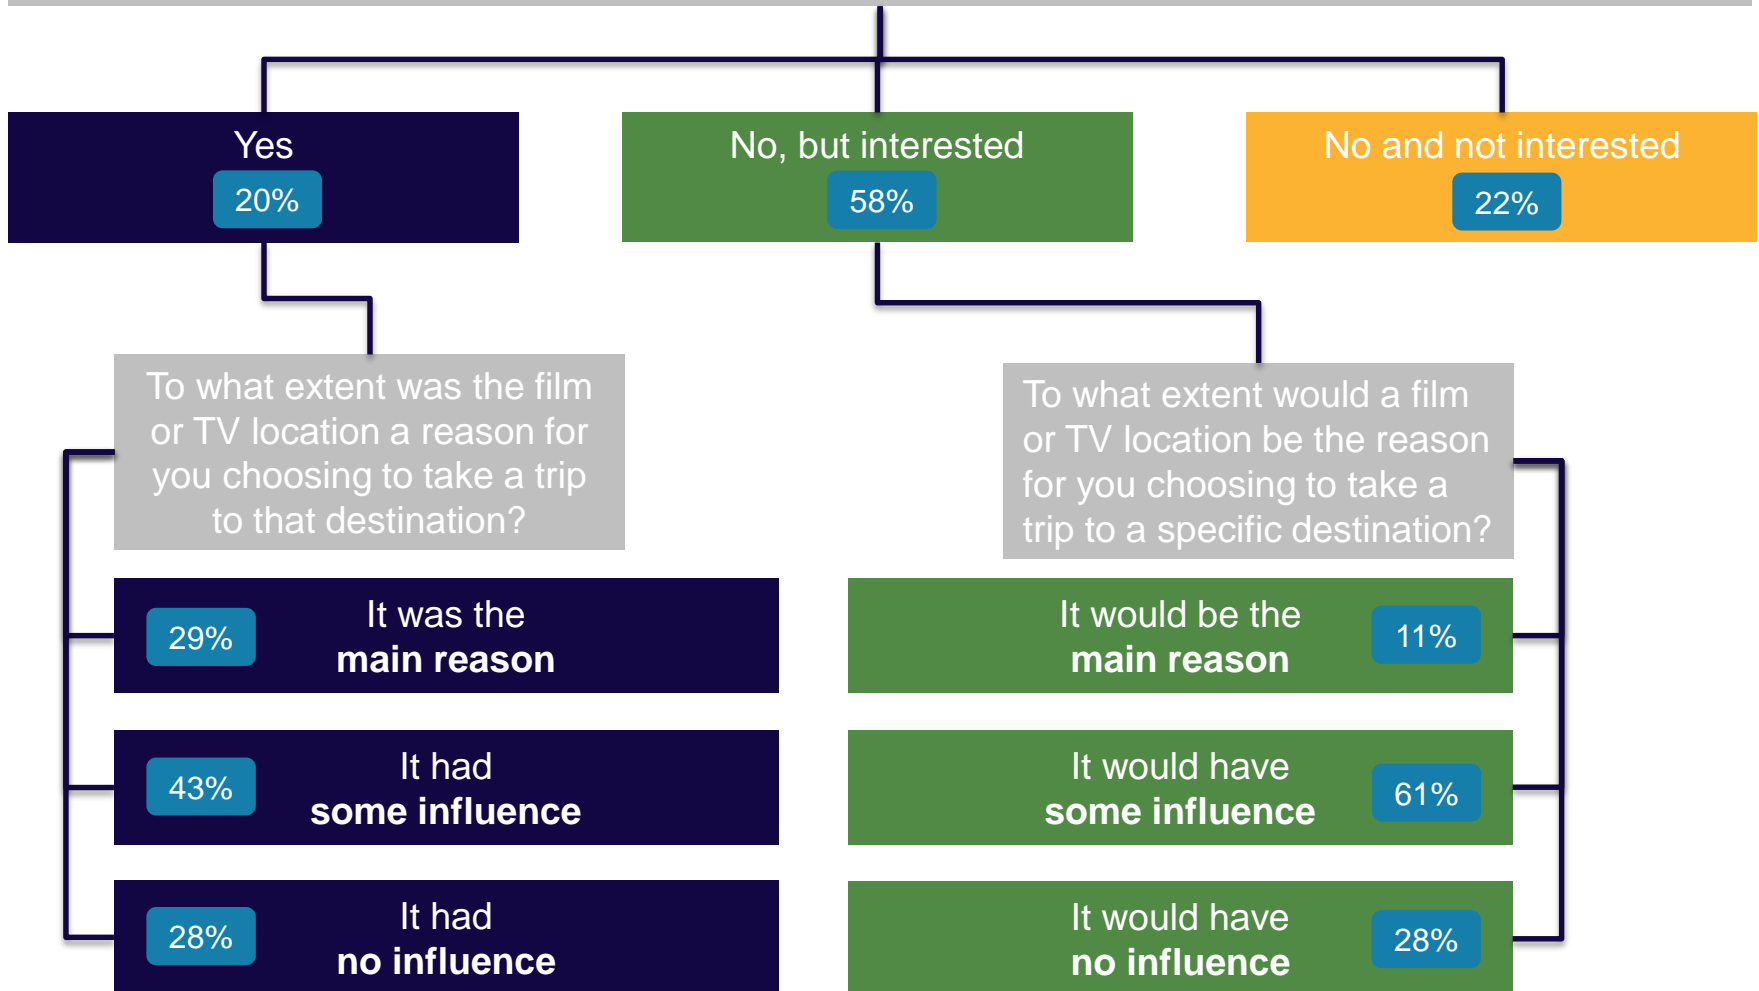 Yes
20%
No, but interested
58%
No and not interested
22%
To what extent was the film
or TV location a reason for
you choosing to take a trip
to that destination?
29%
It was the
main reason
43%
It had
some influence
28%
It had
no influence
To what extent would a film
or TV location be the reason
for you choosing to take a
trip to a specific destination?
It would be the
main reason
11%
It would have
some influence
61%
It would have
no influence
28%